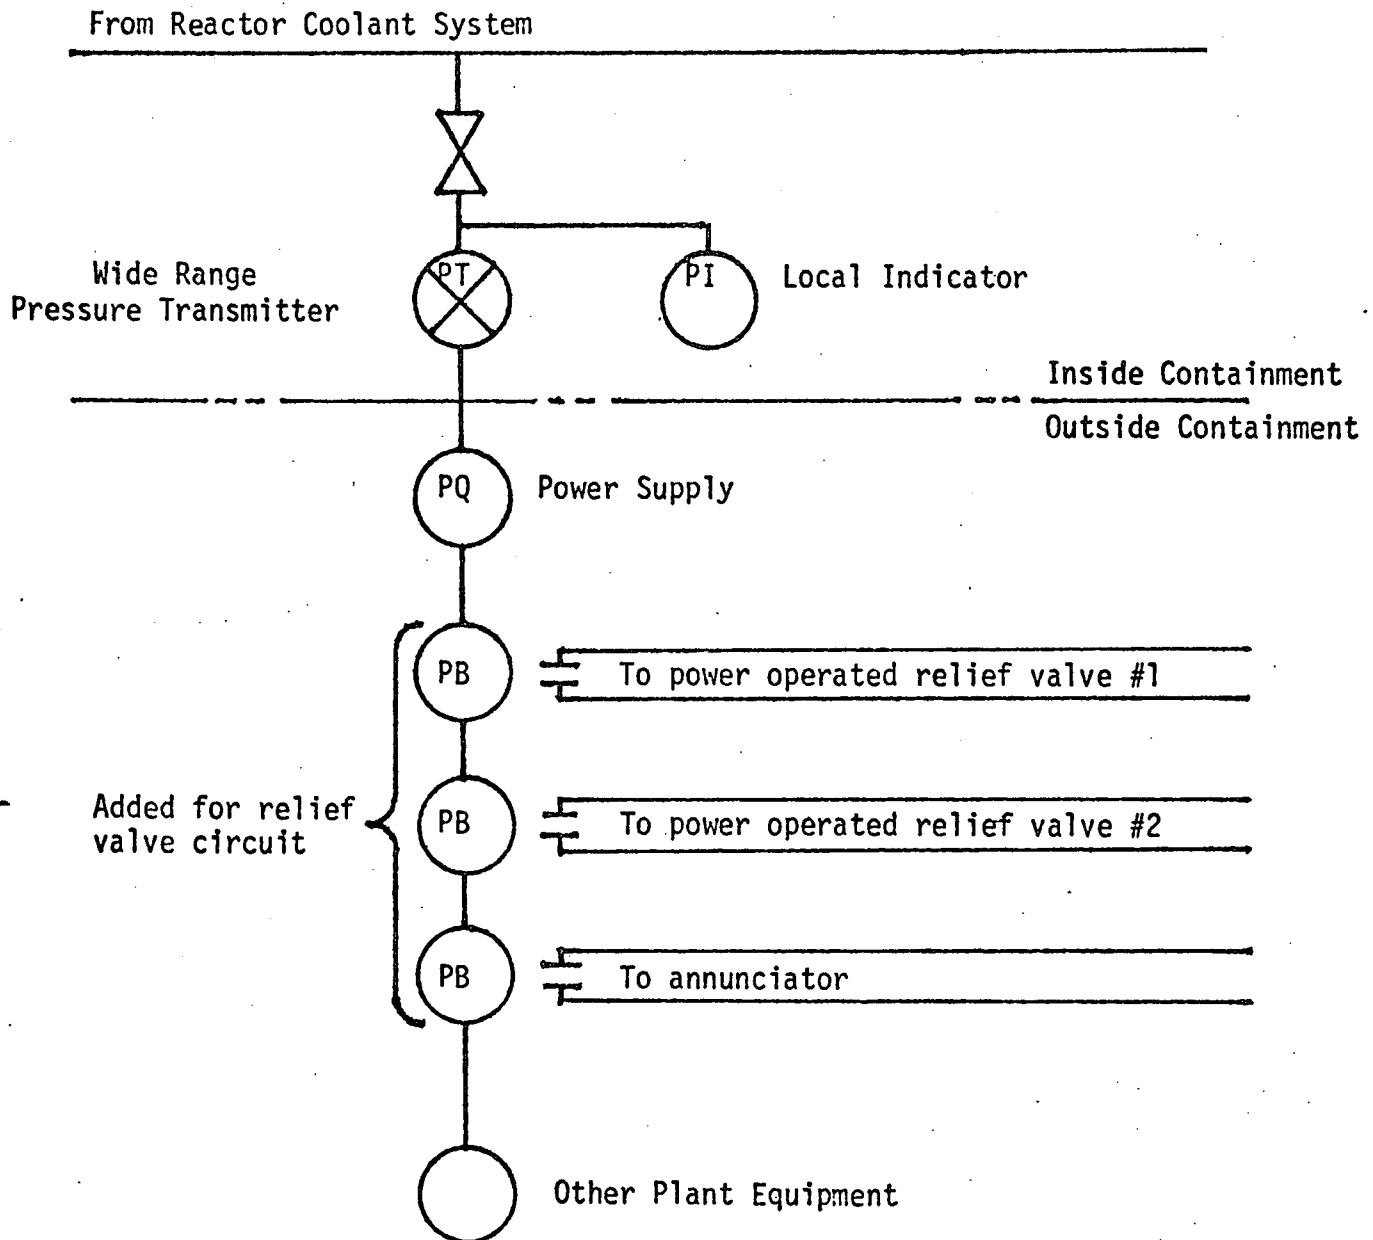 From Reactor Coolant System
PT
PI
Wide Range
Pressure Transmitter
Local Indicator
Inside Containment
Outside Containment
PQ
Power Supply
PB
To power operated relief valve #1
Added for relief
valve circuit
PB
To power operated relief valve #2
PB
To annunciator
Other Plant Equipment